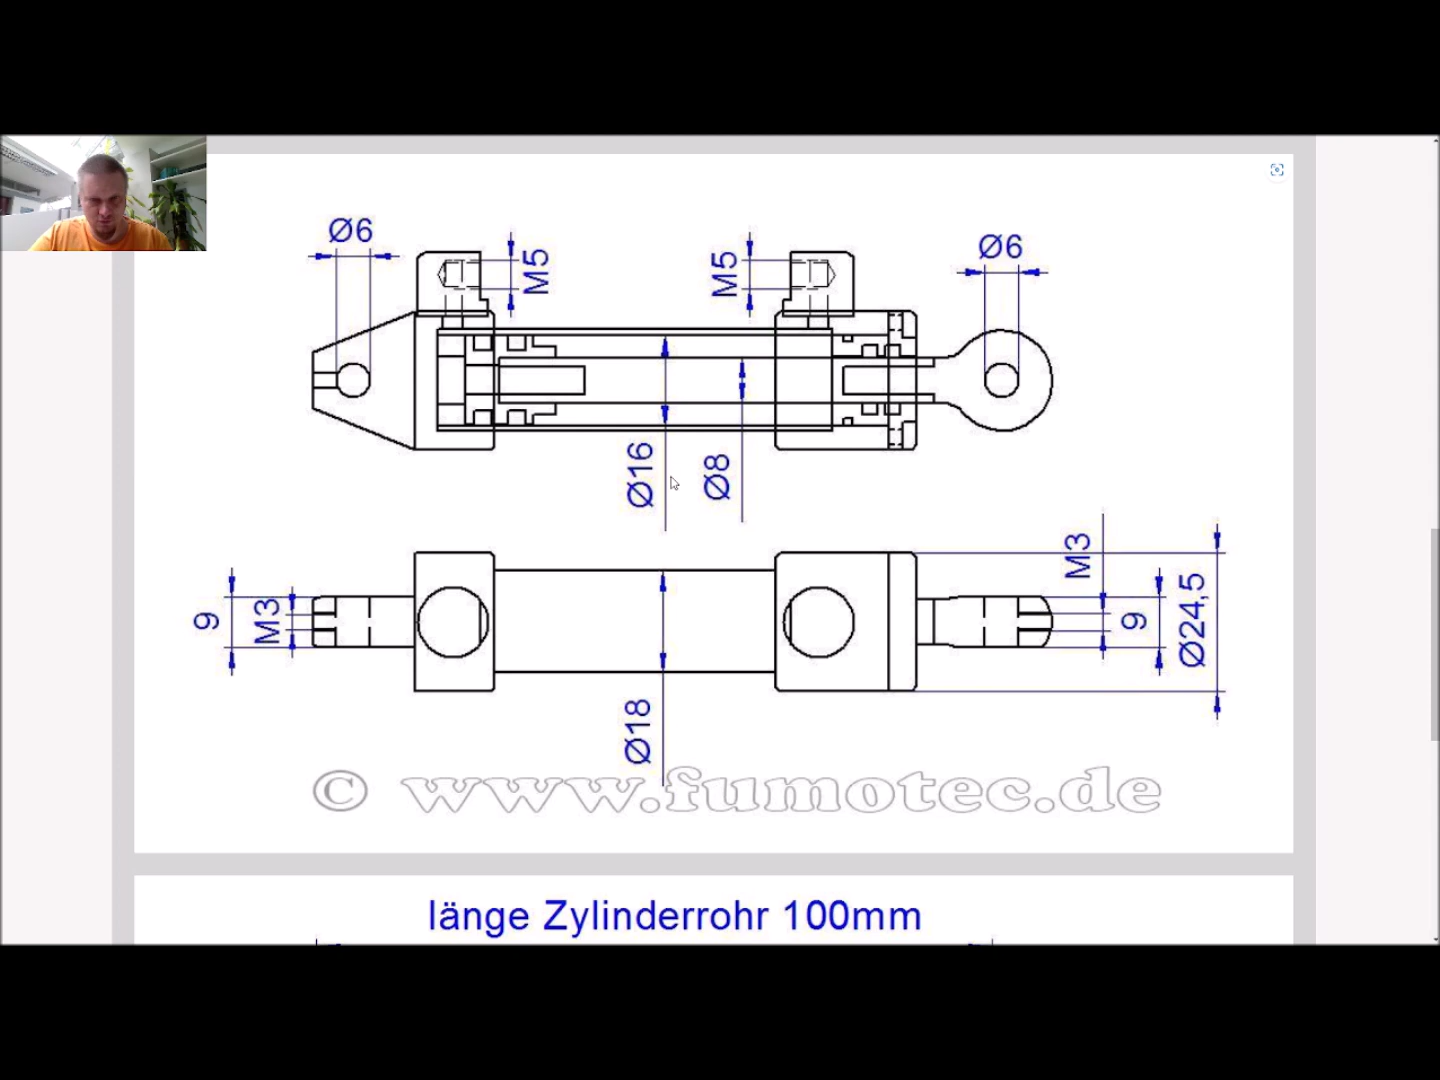 Ø6
M5
M5
Ø6
Ø16
Ø8
9
M3
Ø18
M3
9
Ø24,5
© www.fumotec.de
länge Zylinderrohr 100mm